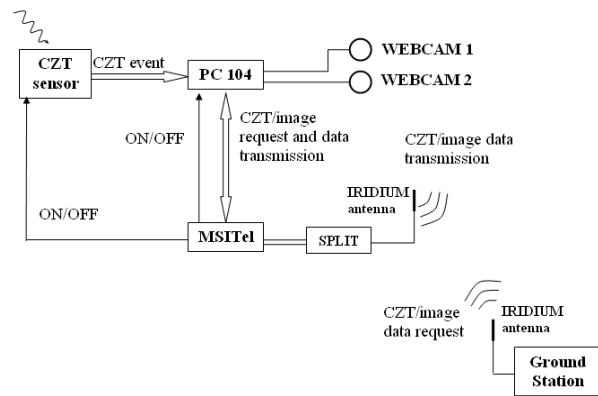 CZT
sensor
CZT event
PC 104
WEBCAM 1
WEBCAM 2
ON/OFF
CZT/image
request and data
transmission
CZT/image data
transmission
IRIDIUM
antenna
ON/OFF
MSITel
SPLIT
CZT/image
data request
IRIDIUM
antenna
Ground
Station